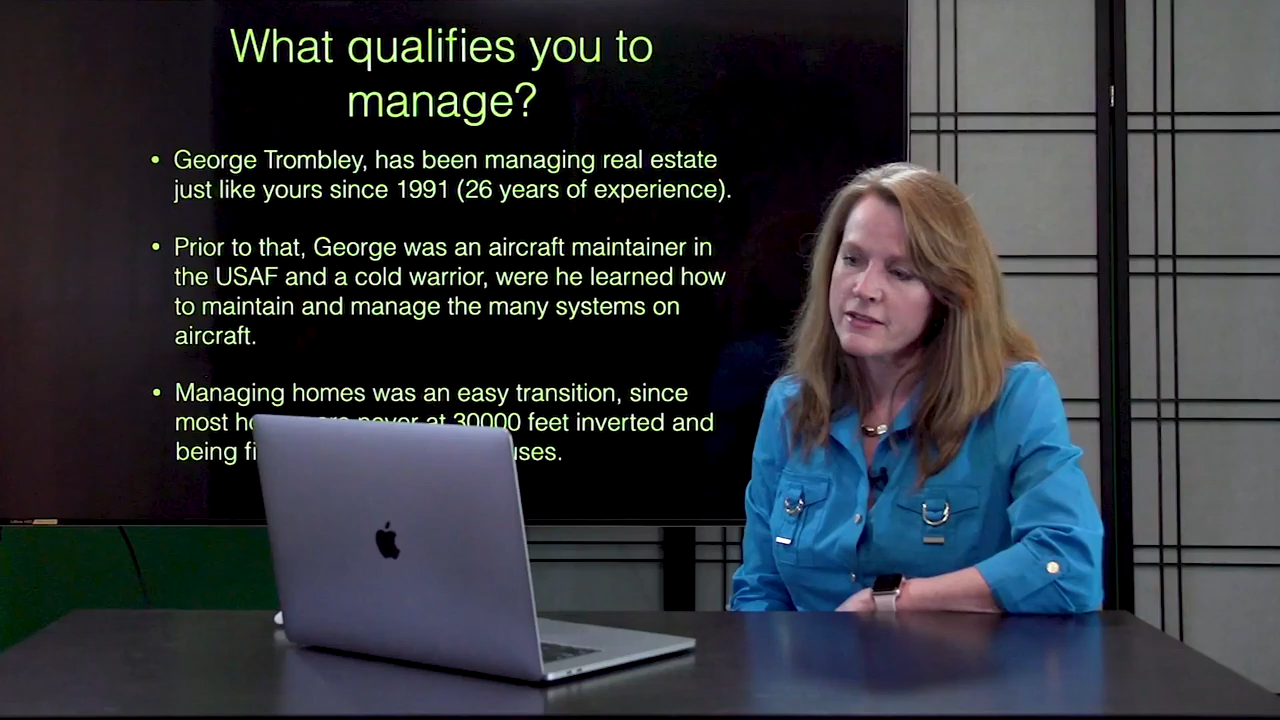 What qualifies you to
manage?
• George Trombley, has been managing real estate
just like yours since 1991 (26 years of experience).
• Prior to that, George was an aircraft maintainer in
the USAF and a cold warrior, were he learned how
to maintain and manage the many systems on
aircraft.
• Managing homes was an easy transition, since
most at 30000 feet inverted and
being